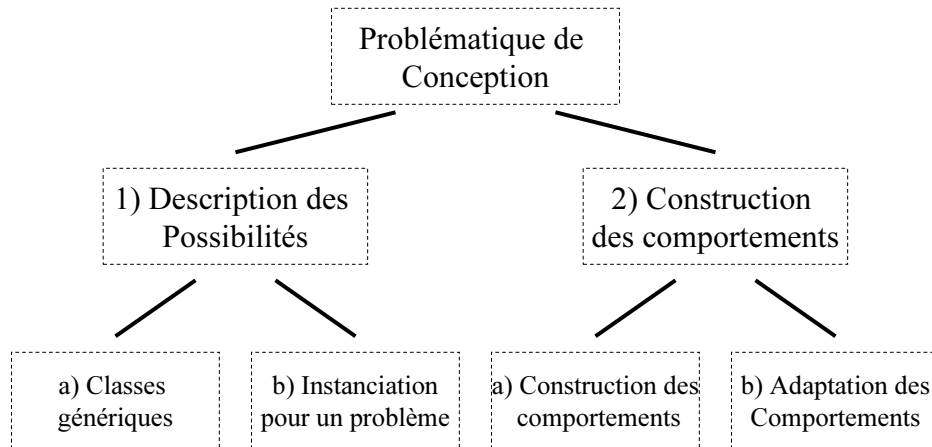 Problématique de
Conception
1) Description des
Possibilités
2) Construction
des comportements
a) Classes
génériques
b) Instanciation
pour un problème
a) Construction des
comportements
b) Adaptation des
Comportements